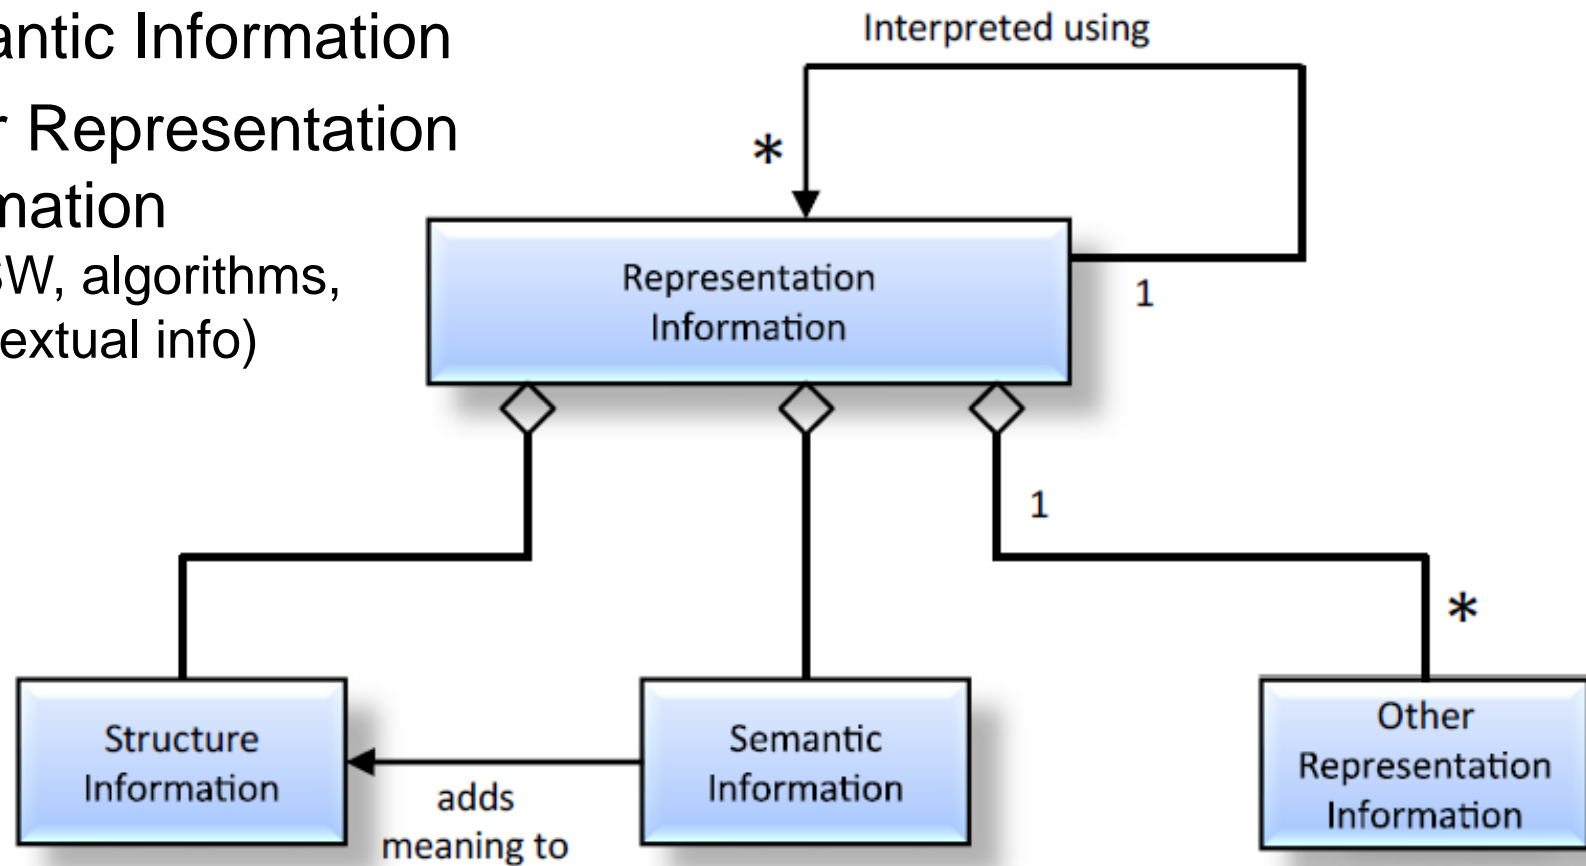 antic Information
r Representation
mation
SW, algorithms,
extual info)
Interpreted using
*
Representation
Information
1
1
*
Structure
Information
adds
meaning to
Semantic
Information
Other
Representation
Information